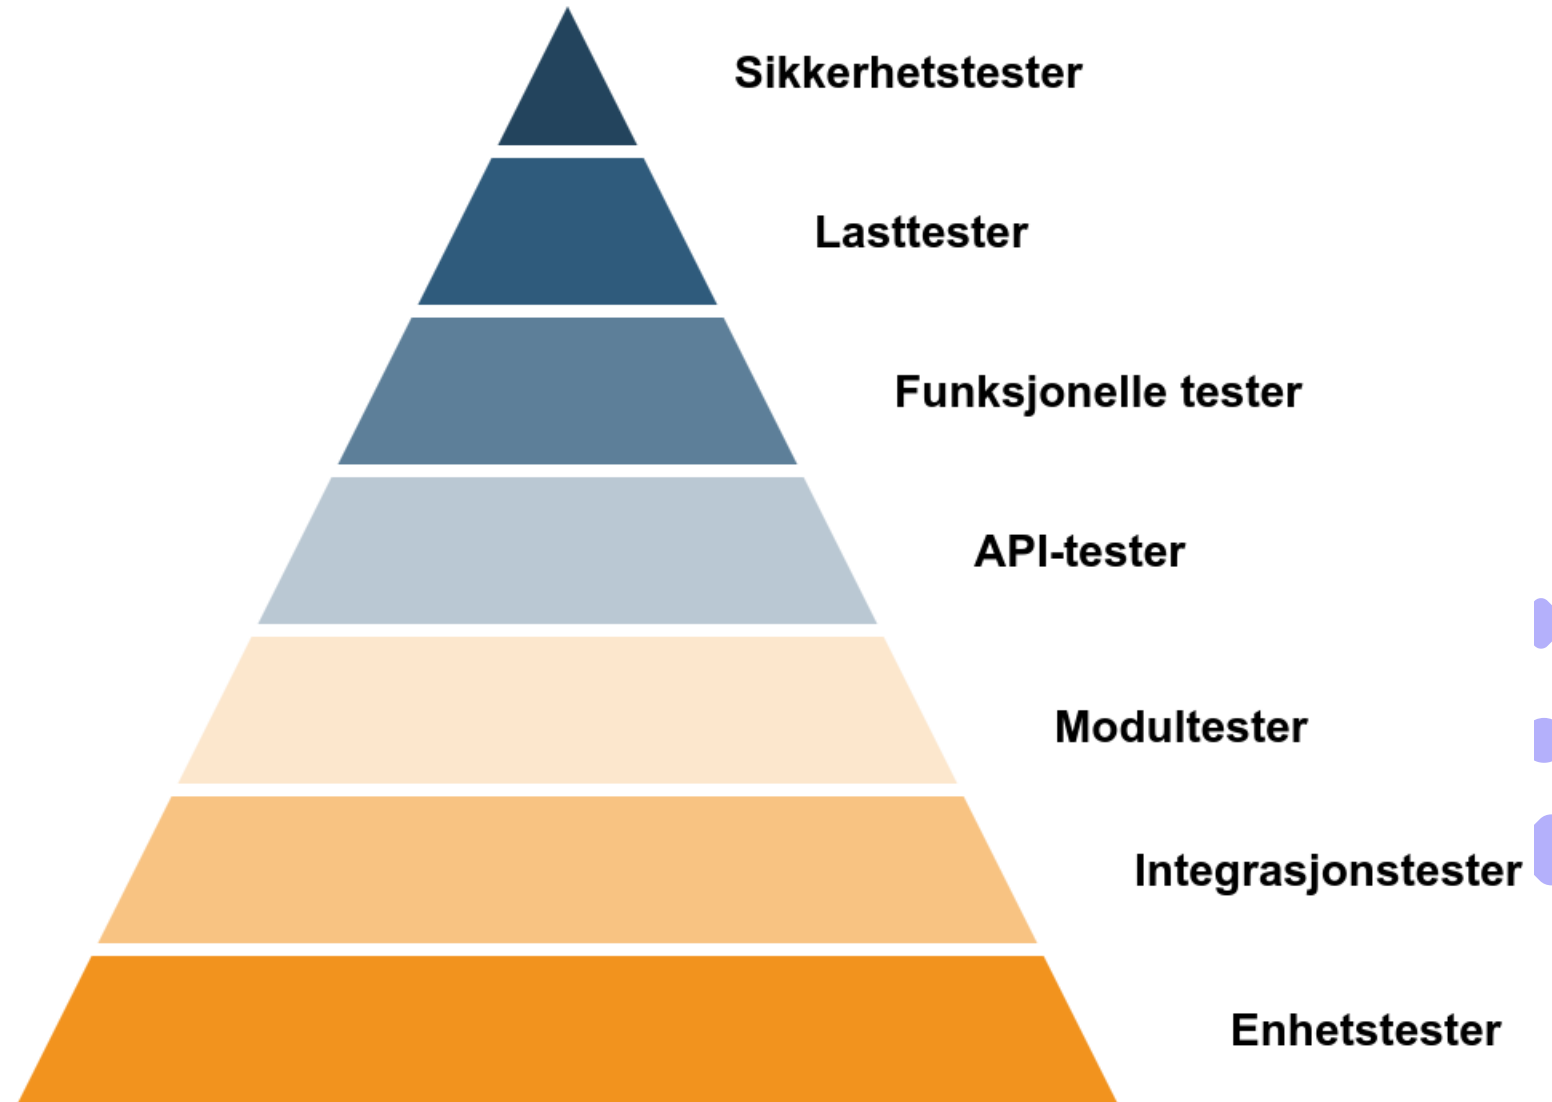 Sikkerhetstester
Lasttester
Funksjonelle tester
API-tester
Modultester
Integrasjonstester
Enhetstester